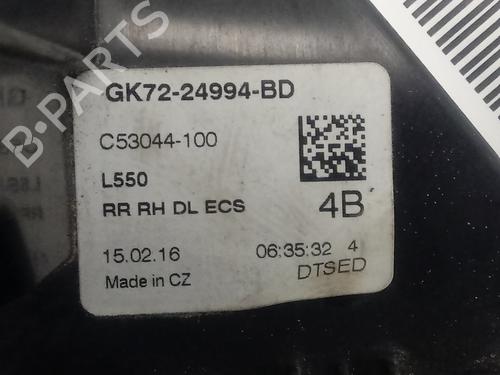 B-PARTS
GK72-24994-BD
C53044-100
L550
RR RH DL ECS
4B
15.02.16
06:35:32 4
Made in CZ
DTSED